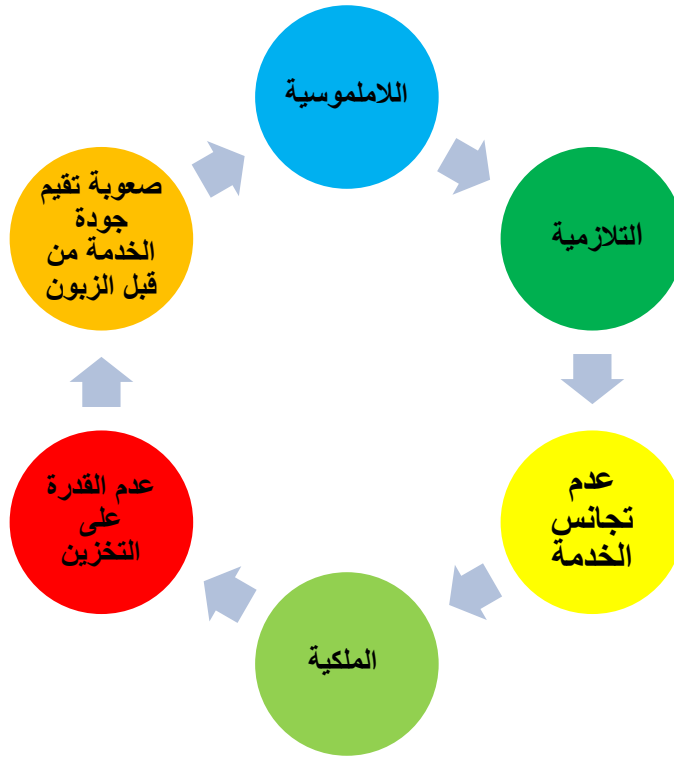 اللاملموسية
التلازمية
عدم
تجانس
الخدمة
الملكية
عدم القدرة
على
التخزين
صعوبة تقيم
جودة
الخدمة من
قبل الزبون